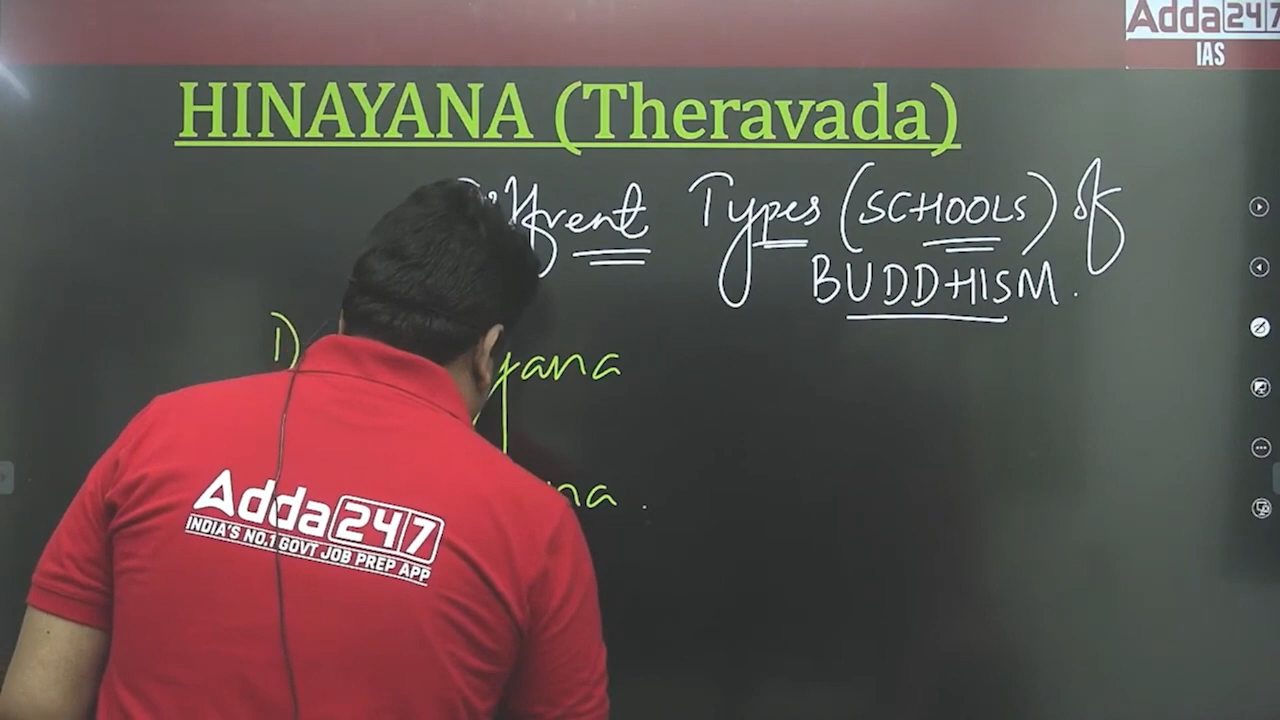 Adda247
IAS
HINAYANA (Theravada)
Types (SCHOOLS) of
BUDDHISM.
Adda247
INDIA'S NO.1 GOVT JOB PREP APP